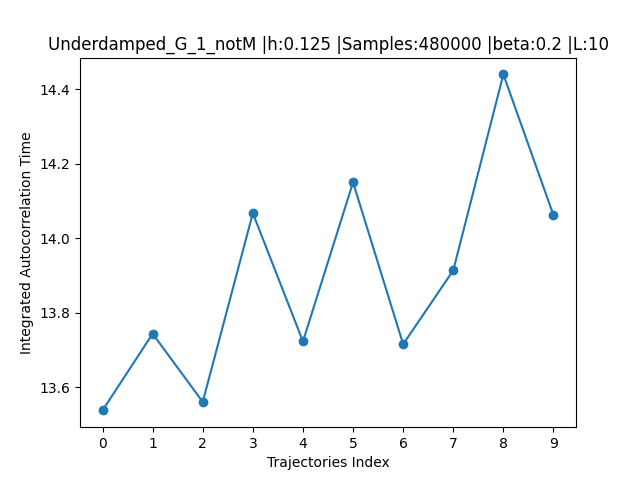 Underdamped_G_1_notM |h:0.125 |Samples:480000 |beta:0.2 |L:10
14.4
14.2
14.0
13.8
13.6
Integrated Autocorrelation Time
0 1 2 3 4 5 6 7 8 9
Trajectories Index